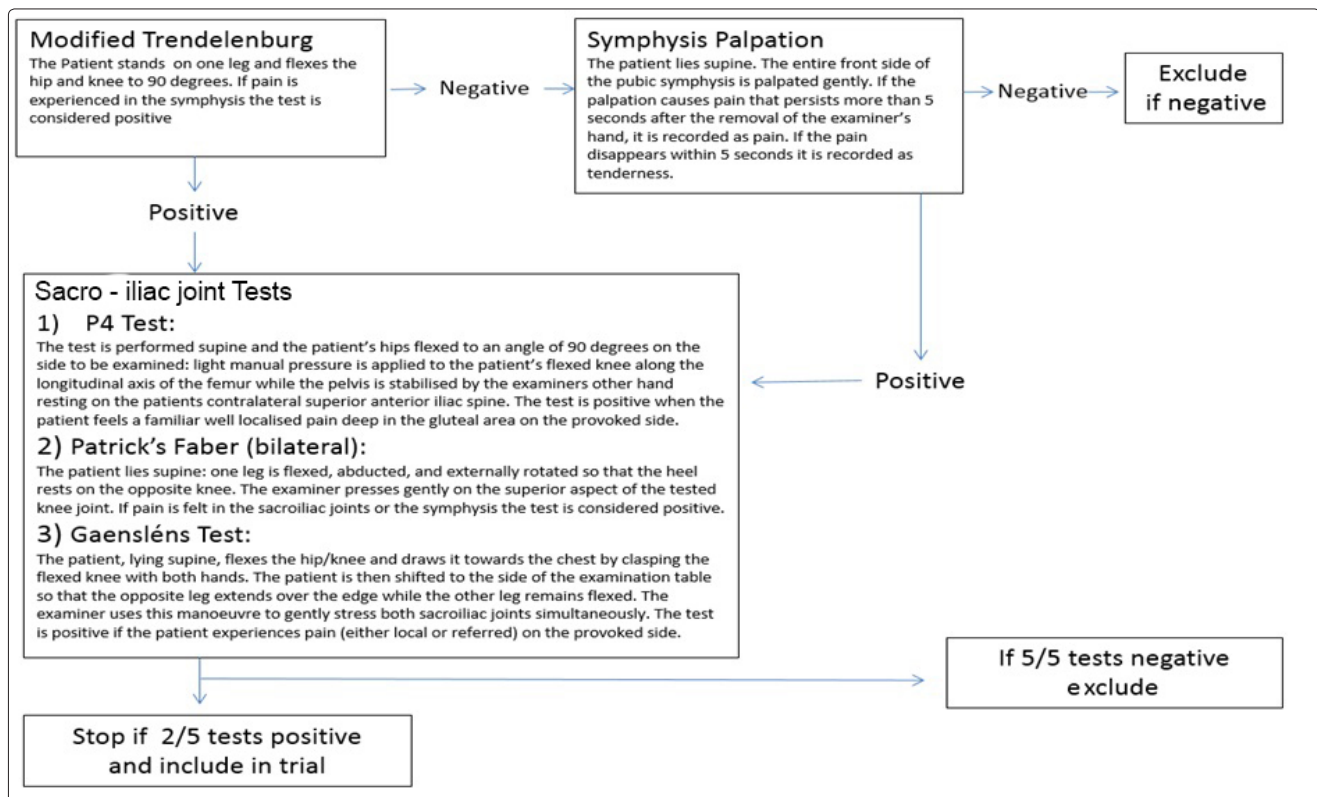 Modified Trendelenburg
The Patient stands on one leg and flexes the
hip and knee to 90 degrees. If pain is
experienced in the symphysis the test is
considered positive
Negative
Symphysis Palpation
The patient lies supine. The entire front side of
the pubic symphysis is palpated gently. If the
palpation causes pain that persists more than 5
seconds after the removal of the examiner's
hand, it is recorded as pain. If the pain
disappears within 5 seconds it is recorded as
tenderness.
Negative
Exclude
if negative
Positive
Sacro - iliac joint Tests
1) P4 Test:
The test is performed supine and the patient's hips flexed to an angle of 90 degrees on the
side to be examined: light manual pressure is applied to the patient's flexed knee along the
longitudinal axis of the femur while the pelvis is stabilised by the examiners other hand
resting on the patients contralateral superior anterior iliac spine. The test is positive when the
patient feels a familiar well localised pain deep in the gluteal area on the provoked side.
2) Patrick's Faber (bilateral):
The patient lies supine: one leg is flexed, abducted, and externally rotated so that the heel
rests on the opposite knee. The examiner presses gently on the superior aspect of the tested
knee joint. If pain is felt in the sacroiliac joints or the symphysis the test is considered positive.
3) Gaensléns Test:
The patient, lying supine, flexes the hip/knee and draws it towards the chest by clasping the
flexed knee with both hands. The patient is then shifted to the side of the examination table
so that the opposite leg extends over the edge while the other leg remains flexed. The
examiner uses this manoeuvre to gently stress both sacroiliac joints simultaneously. The test
is positive if the patient experiences pain (either local or referred) on the provoked side.
Positive
If 5/5 tests negative
exclude
Stop if 2/5 tests positive
and include in trial